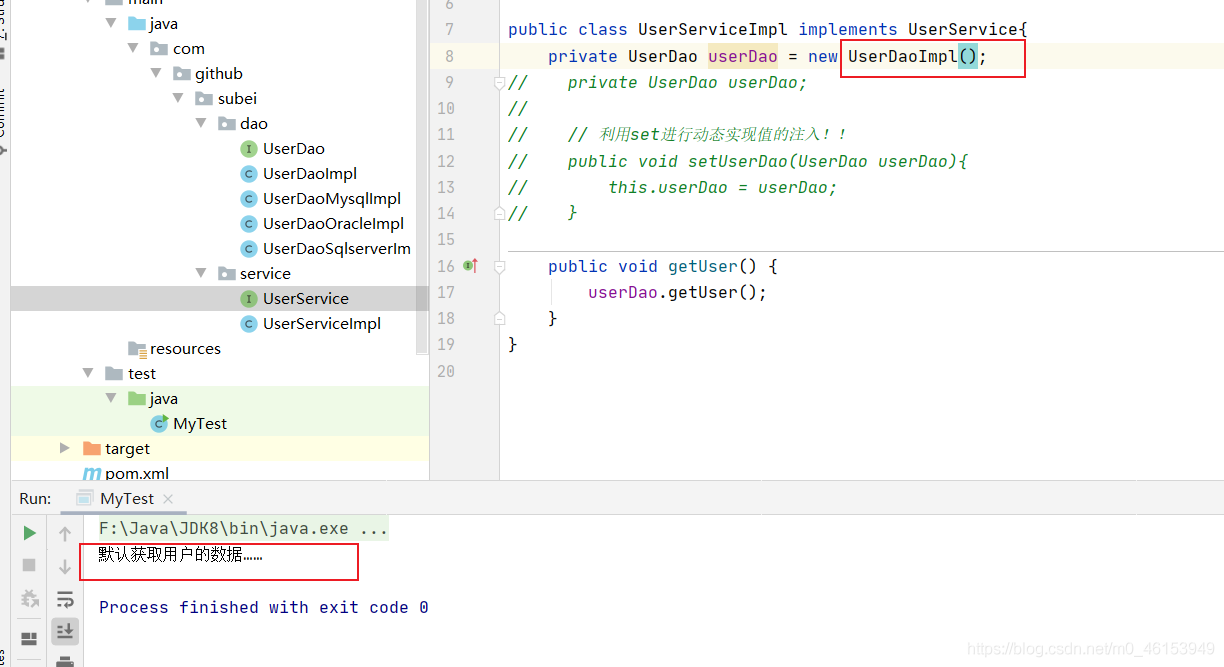 main
java
com
github
subei
dao
UserDao
UserDaoImpl
UserDaoMysqlImpl
UserDaoOracleImpl
UserDaoSqlserverIm
service
UserService
UserServiceImpl
resources
test
java
MyTest
target
pom.xml
6
7 public class UserServiceImpl implements UserService{
8 private UserDao userDao = new UserDaoImpl();
9 // private UserDao userDao;
10 //
11 // // 利用set进行动态实现值的注入！！
12 // public void setUserDao(UserDao userDao){
13 // this.userDao = userDao;
14 // }
15
16 public void getUser() {
17 userDao.getUser();
18 }
19 }
20
Run: MyTest
F:\Java\JDK8\bin\java.exe ...
默认获取用户的数据……
Process finished with exit code 0
https://blog.csdn.net/m0_46153949